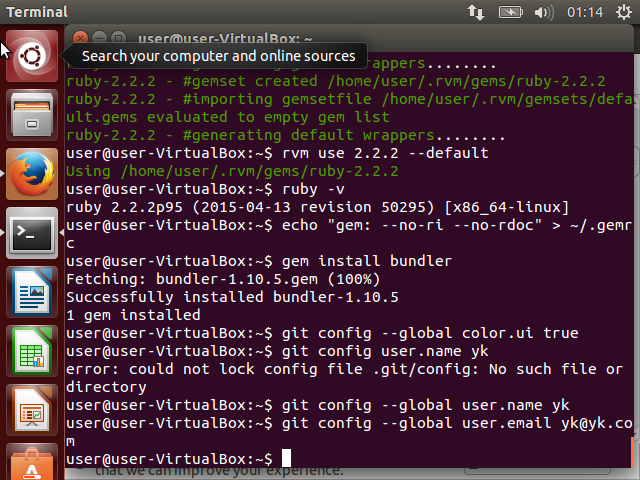 Terminal
01:14
user@user-VirtualBox: ~
Search your computer and online sources
wrappers........
ruby-2.2.2 - #gemset created /home/user/.rvm/gems/ruby-2.2.2
ruby-2.2.2 - #importing gemsetfile /home/user/.rvm/gemsets/defa
ult.gems evaluated to empty gem list
ruby-2.2.2 - #generating default wrappers........
user@user-VirtualBox:~$ rvm use 2.2.2 --default
Using /home/user/.rvm/gems/ruby-2.2.2
user@user-VirtualBox:~$ ruby -v
ruby 2.2.2p95 (2015-04-13 revision 50295) [x86_64-linux]
user@user-VirtualBox:~$ echo "gem: --no-ri --no-rdoc" > ~/.gemr
c
user@user-VirtualBox:~$ gem install bundler
Fetching: bundler-1.10.5.gem (100%)
Successfully installed bundler-1.10.5
1 gem installed
user@user-VirtualBox:~$ git config --global color.ui true
user@user-VirtualBox:~$ git config user.name yk
error: could not lock config file .git/config: No such file or
directory
user@user-VirtualBox:~$ git config --global user.name yk
user@user-VirtualBox:~$ git config --global user.email yk@yk.co
m
user@user-VirtualBox:~$
that we can improve your experience.